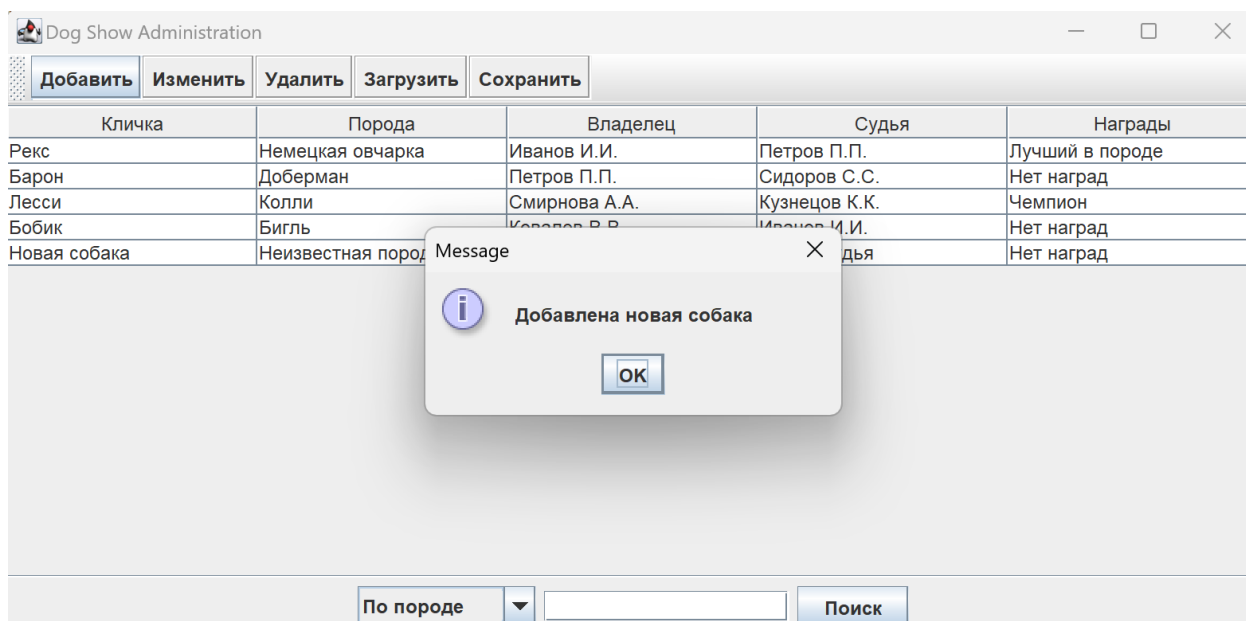 Dog Show Administration
Добавить Изменить Удалить Загрузить Сохранить
Кличка Порода Владелец Судья Награды
Рекс Немецкая овчарка Иванов И.И. Петров П.П. Лучший в породе
Барон Доберман Петров П.П. Сидоров С.С. Нет наград
Лесси Колли Смирнова А.А. Кузнецов К.К. Чемпион
Бобик Бигль И.И. Нет наград
Новая собака Неизвестная Нет наград
Message
Добавлена новая собака
OK
По породе Поиск